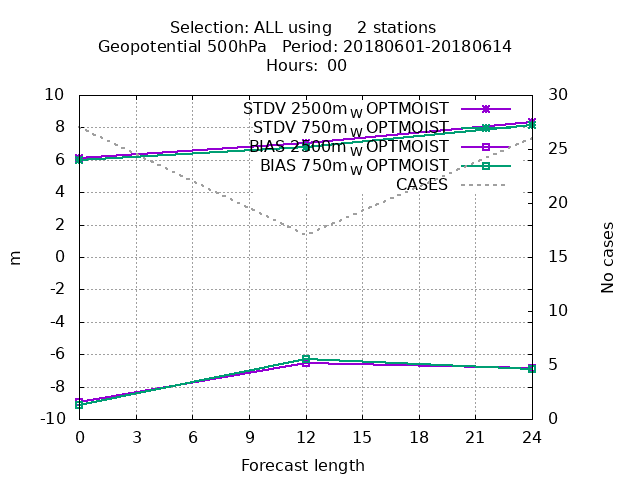 Selection: ALL using 2 stations
Geopotential 500hPa Period: 20180601-20180614
Hours: 00
10 30
STDV 2500m_W OPTMOIST
8
STDV 750m_W OPTMOIST
BIAS 2500m_W OPTMOIST
25
6
BIAS 750m_W OPTMOIST
CASES
4
20
2
0 15
m
No cases
-2
10
-4
-6
5
-8
-10 0
0 3 6 9 12 15 18 21 24
Forecast length